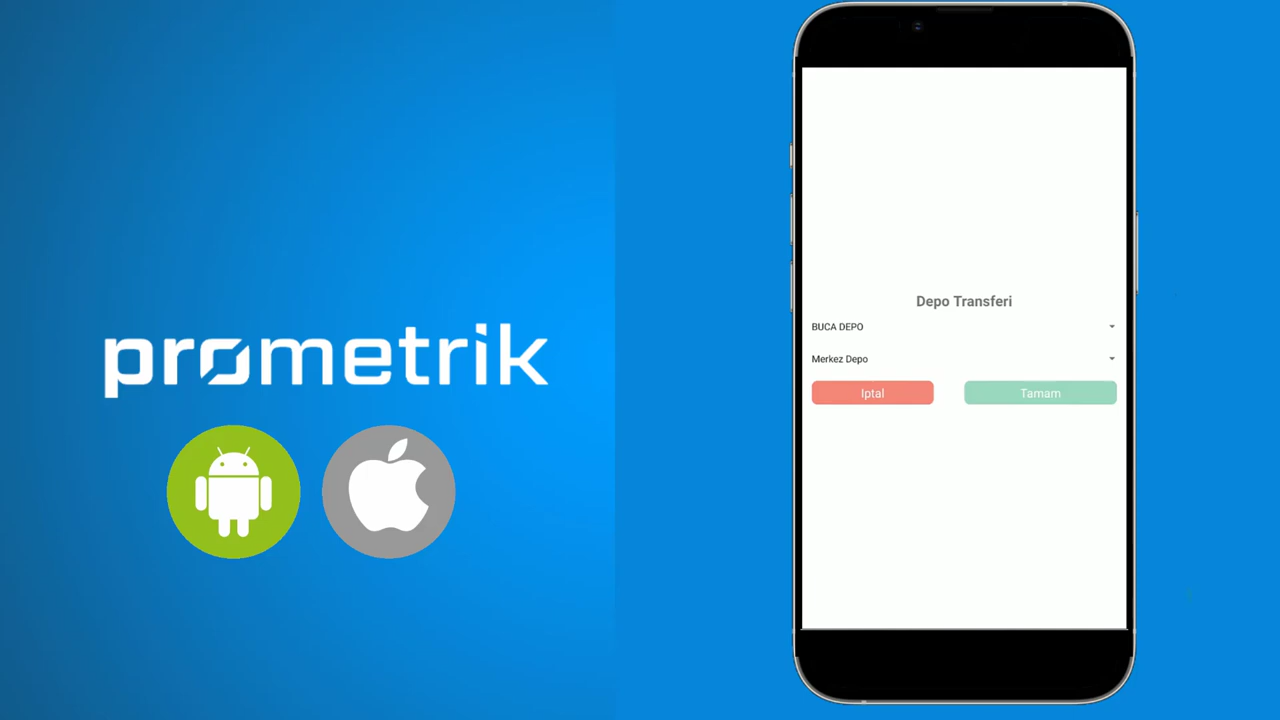 prometrik
Depo Transferi
BUCA DEPO
Merkez Depo
Iptal
Tamam